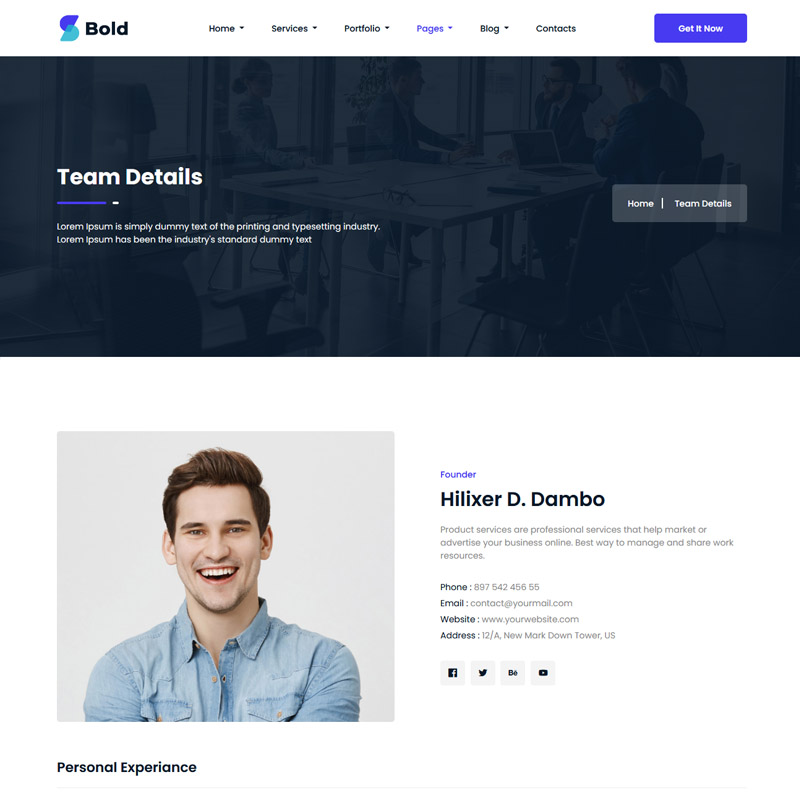 Bold
Home Services Portfolio Pages Blog Contacts
Get It Now
Team Details
Lorem Ipsum is simply dummy text of the printing and typesetting industry.
Lorem Ipsum has been the industry's standard dummy text
Home | Team Details
Founder
Hilixer D. Dambo
Product services are professional services that help market or
advertise your business online. Best way to manage and share work
resources.
Phone : 897 542 456 55
Email : contact@yourmail.com
Website : www.yourwebsite.com
Address : 12/A, New Mark Down Tower, US
Bē
Personal Experiance